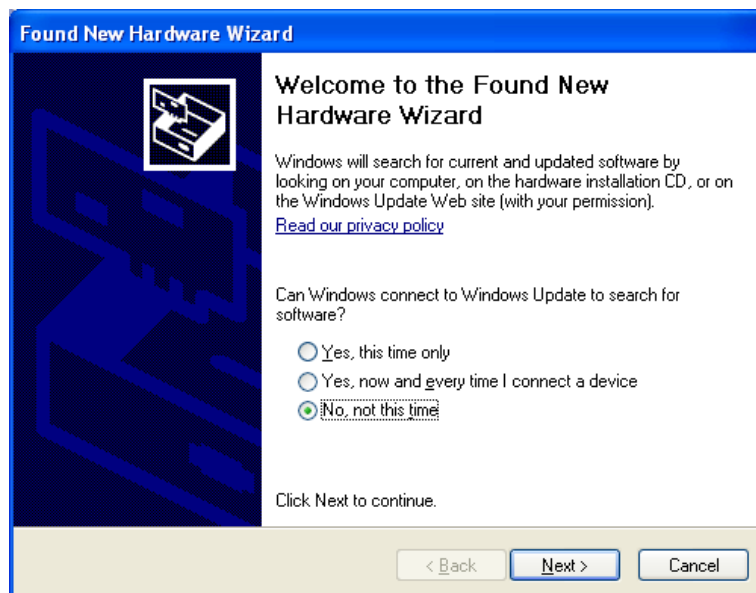 Found New Hardware Wizard
Welcome to the Found New
Hardware Wizard
Windows will search for current and updated software by
looking on your computer, on the hardware installation CD, or on
the Windows Update Web site (with your permission).
Read our privacy policy
Can Windows connect to Windows Update to search for
software?
Yes, this time only
Yes, now and every time I connect a device
No, not this time
Click Next to continue.
< Back
Next >
Cancel